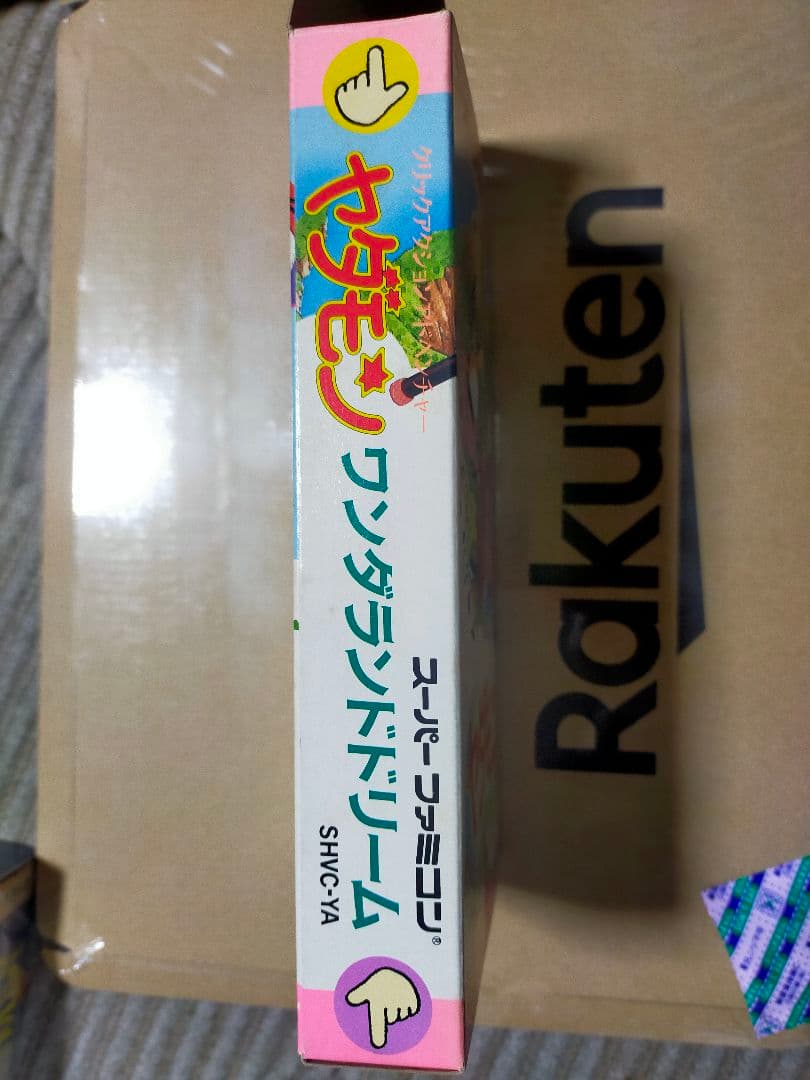 クリックアクションアドベンチャー
ヤダモン
ワンダランドドリーム
スーパーファミコン®
SHVC-YA
Rakuten